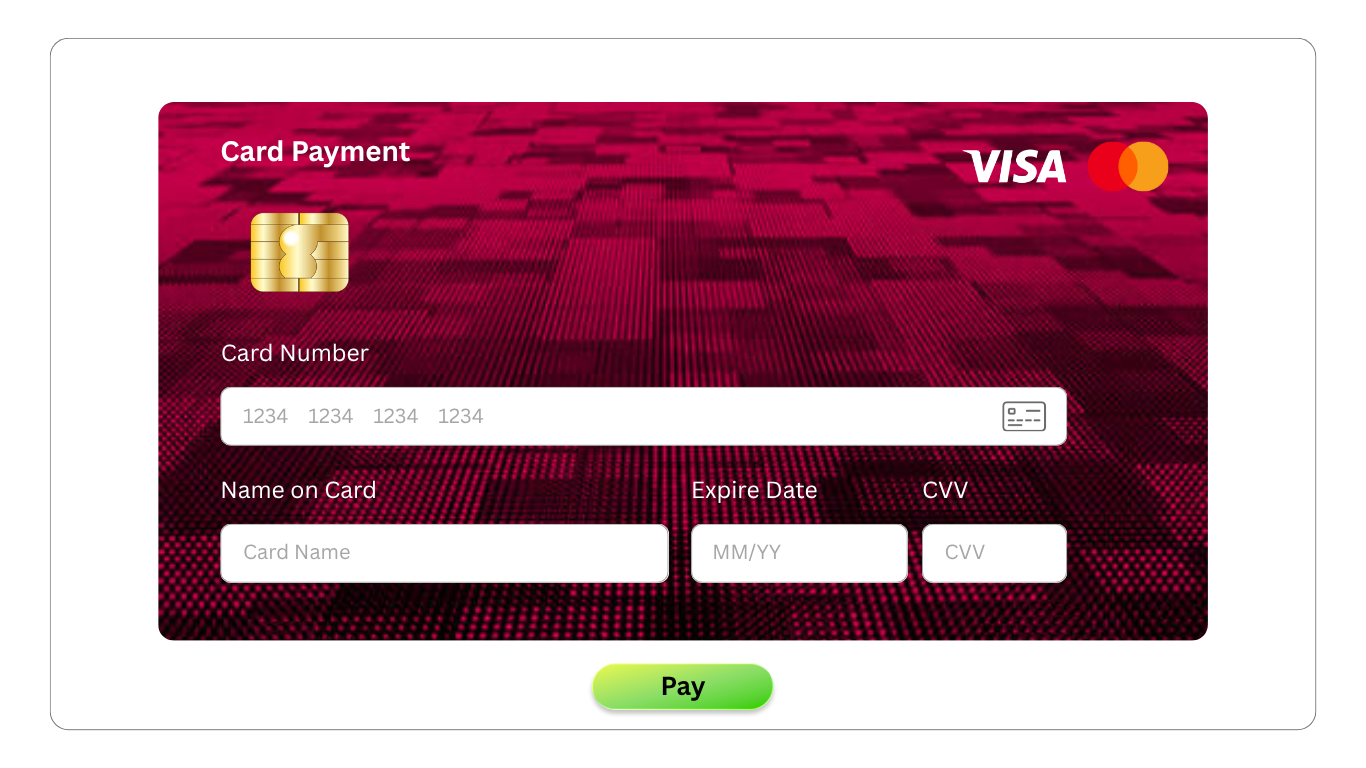 Card Payment
VISA
Card Number
1234 1234 1234 1234
Name on Card Expire Date CVV
Card Name MM/YY CVV
Pay